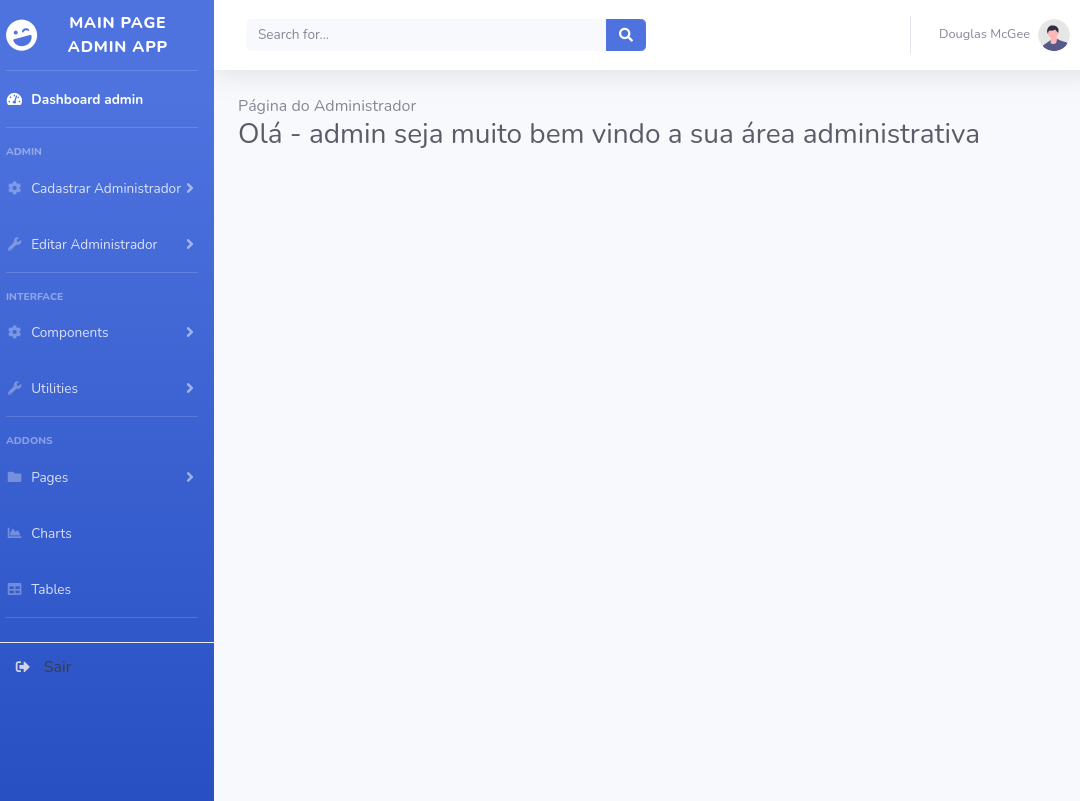 MAIN PAGE
ADMIN APP
Dashboard admin
ADMIN
Cadastrar Administrador
Editar Administrador
INTERFACE
Components
Utilities
ADDONS
Pages
Charts
Tables
Sair
Search for...
Douglas McGee
Página do Administrador
Olá - admin seja muito bem vindo a sua área administrativa